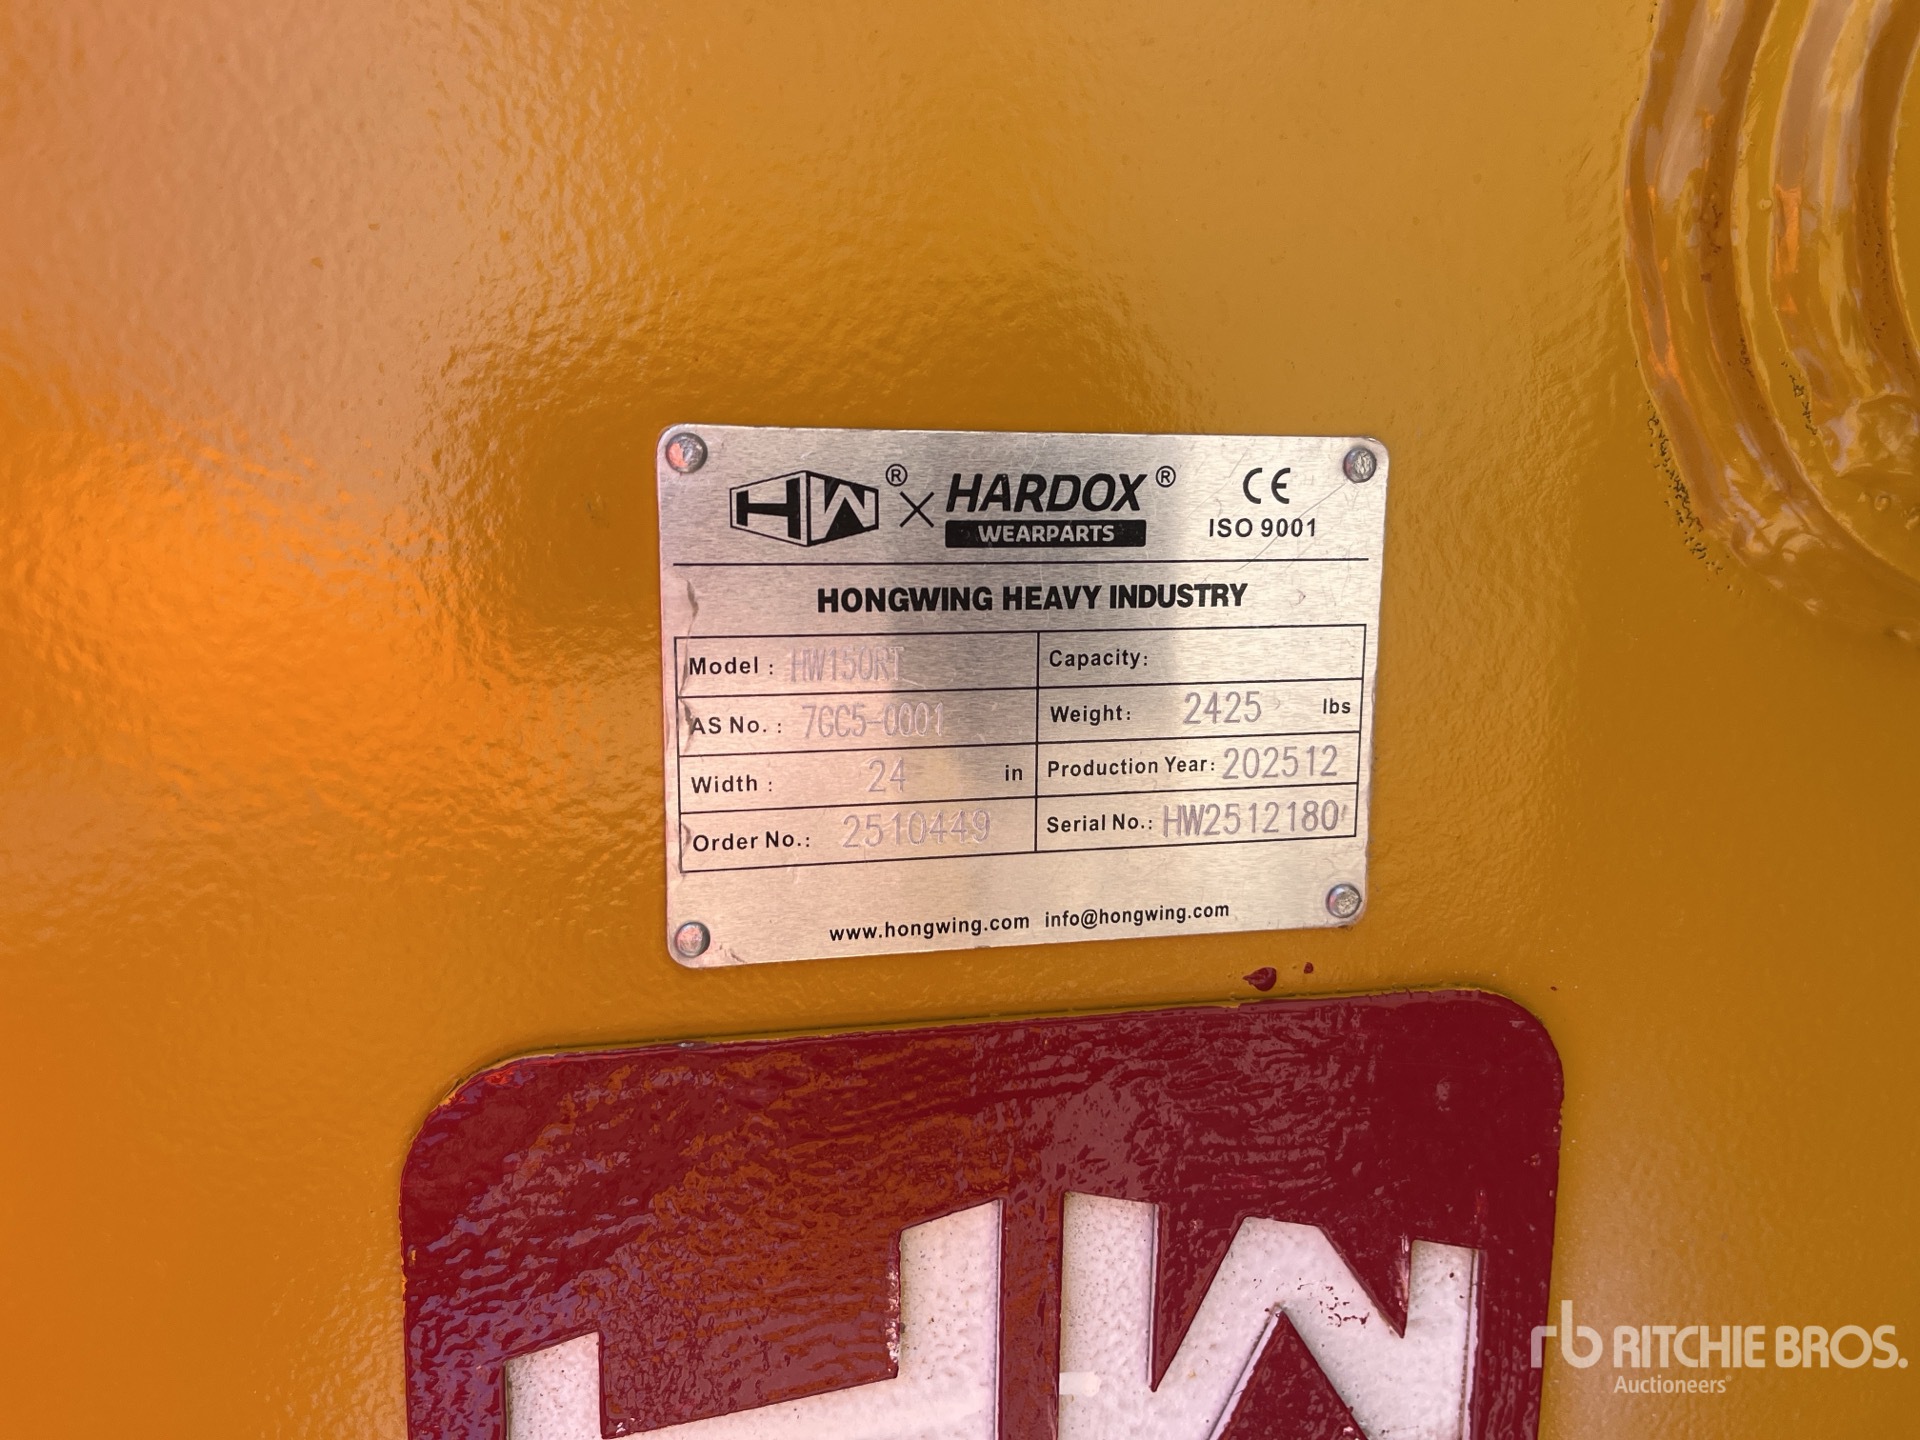 HW® × HARDOX® CE
WEARPARTS ISO 9001
HONGWING HEAVY INDUSTRY
Model : HW150RT
Capacity:
AS No. : 7GC5-0001
Weight: 2425 lbs
Width : 24 in
Production Year: 202512
Order No.: 2510449
Serial No.: HW2512180
www.hongwing.com info@hongwing.com
HW
rb RITCHIE BROS.
Auctioneers